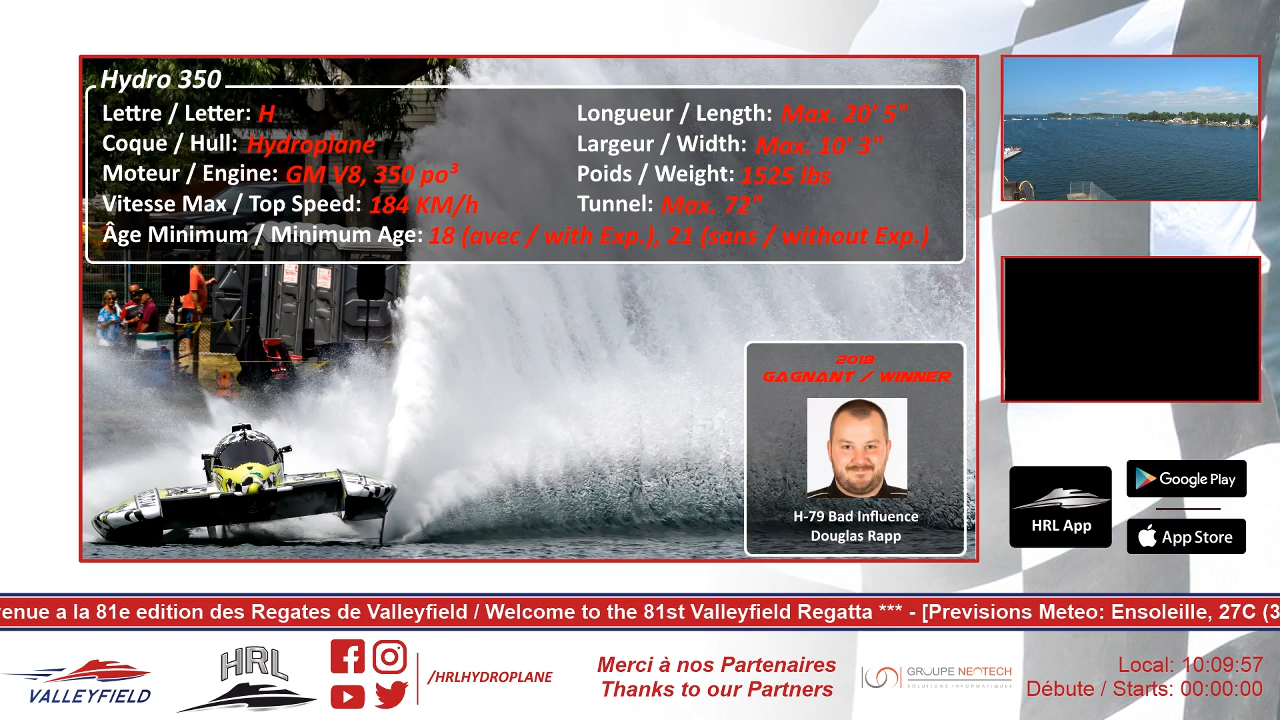 Hydro 350
Lettre / Letter: H
Coque / Hull: Hydroplane
Moteur / Engine: GM V8, 350 po³
Vitesse Max / Top Speed: 184 KM/h
Âge Minimum / Minimum Age: 18 (avec / with Exp.), 21 (sans / without Exp.)
Longueur / Length: Max. 20' 5"
Largeur / Width: Max. 10' 3"
Poids / Weight: 1525 lbs
Tunnel: Max. 72"
2018
GAGNANT / WINNER
H-79 Bad Influence
Douglas Rapp
HRL App
Google Play
App Store
venue a la 81e edition des Regates de Valleyfield / Welcome to the 81st Valleyfield Regatta *** - [Previsions Meteo: Ensoleille, 27C (3
VALLEYFIELD
HRL
/HRLHYDROPLANE
Merci à nos Partenaires
Thanks to our Partners
GROUPE NEOTECH
SOLUTIONS INFORMATIQUES
Local: 10:09:57
Débute / Starts: 00:00:00